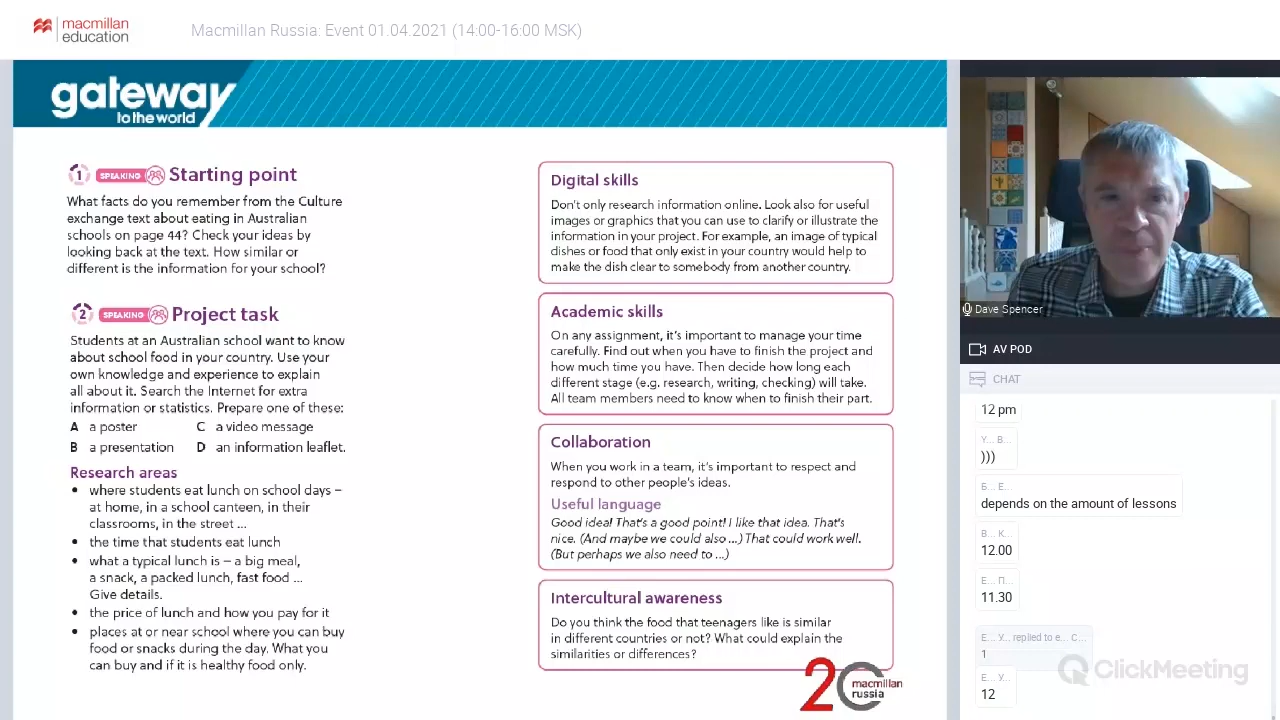 macmillan
education
Macmillan Russia: Event 01.04.2021 (14:00-16:00 MSK)
gateway
to the world
1 SPEAKING Starting point
What facts do you remember from the Culture
exchange text about eating in Australian
schools on page 44? Check your ideas by
looking back at the text. How similar or
different is the information for your school?
2 SPEAKING Project task
Students at an Australian school want to know
about school food in your country. Use your
own knowledge and experience to explain
all about it. Search the Internet for extra
information or statistics. Prepare one of these:
A a poster C a video message
B a presentation D an information leaflet.
Research areas
• where students eat lunch on school days –
at home, in a school canteen, in their
classrooms, in the street ...
• the time that students eat lunch
• what a typical lunch is – a big meal,
a snack, a packed lunch, fast food ...
Give details.
• the price of lunch and how you pay for it
• places at or near school where you can buy
food or snacks during the day. What you
can buy and if it is healthy food only.
Digital skills
Don't only research information online. Look also for useful
images or graphics that you can use to clarify or illustrate the
information in your project. For example, an image of typical
dishes or food that only exist in your country would help to
make the dish clear to somebody from another country.
Academic skills
On any assignment, it's important to manage your time
carefully. Find out when you have to finish the project and
how much time you have. Then decide how long each
different stage (e.g. research, writing, checking) will take.
All team members need to know when to finish their part.
Collaboration
When you work in a team, it's important to respect and
respond to other people's ideas.
Useful language
Good idea! That's a good point! I like that idea. That's
nice. (And maybe we could also ...) That could work well.
(But perhaps we also need to ...)
Intercultural awareness
Do you think the food that teenagers like is similar
in different countries or not? What could explain the
similarities or differences?
20 macmillan
russia
Dave Spencer
AV POD
CHAT
12 pm
Y... B...
)))
Б... Е...
depends on the amount of lessons
В... К...
12.00
Е... П...
11.30
Е... У... replied to е... С...
1
Е... У...
12
ClickMeeting